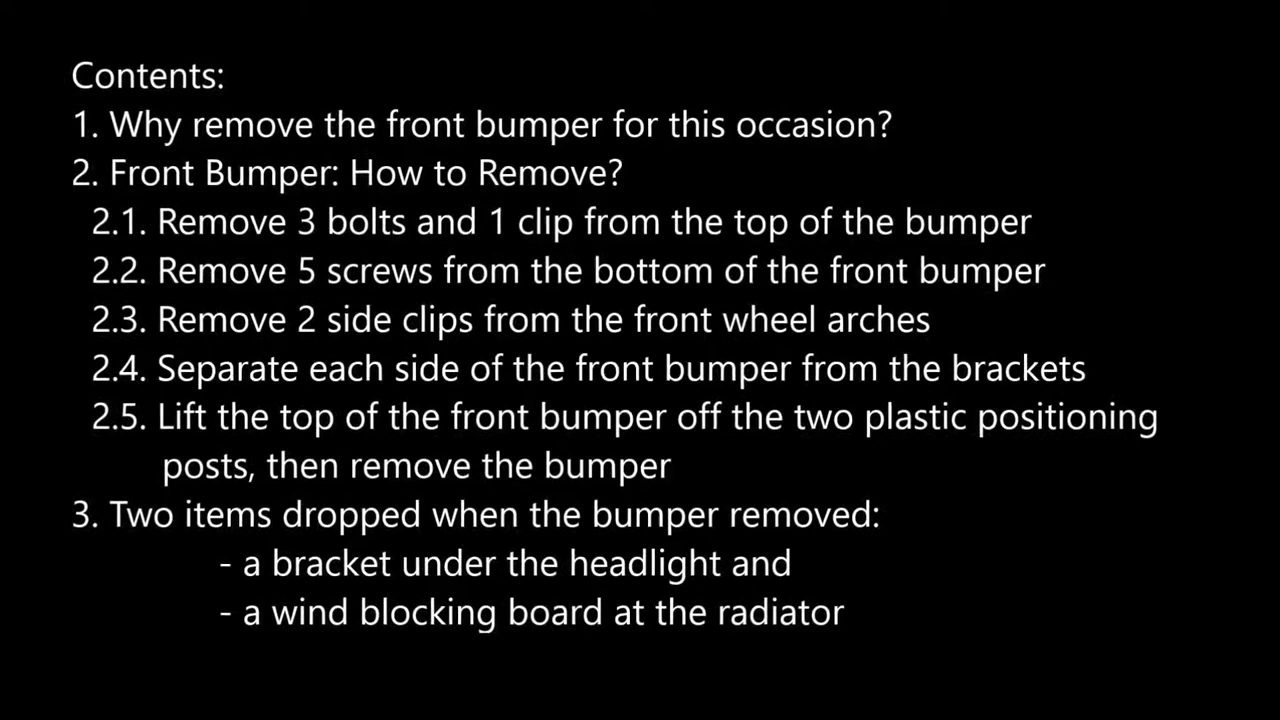 Contents:
1. Why remove the front bumper for this occasion?
2. Front Bumper: How to Remove?
2.1. Remove 3 bolts and 1 clip from the top of the bumper
2.2. Remove 5 screws from the bottom of the front bumper
2.3. Remove 2 side clips from the front wheel arches
2.4. Separate each side of the front bumper from the brackets
2.5. Lift the top of the front bumper off the two plastic positioning
posts, then remove the bumper
3. Two items dropped when the bumper removed:
- a bracket under the headlight and
- a wind blocking board at the radiator